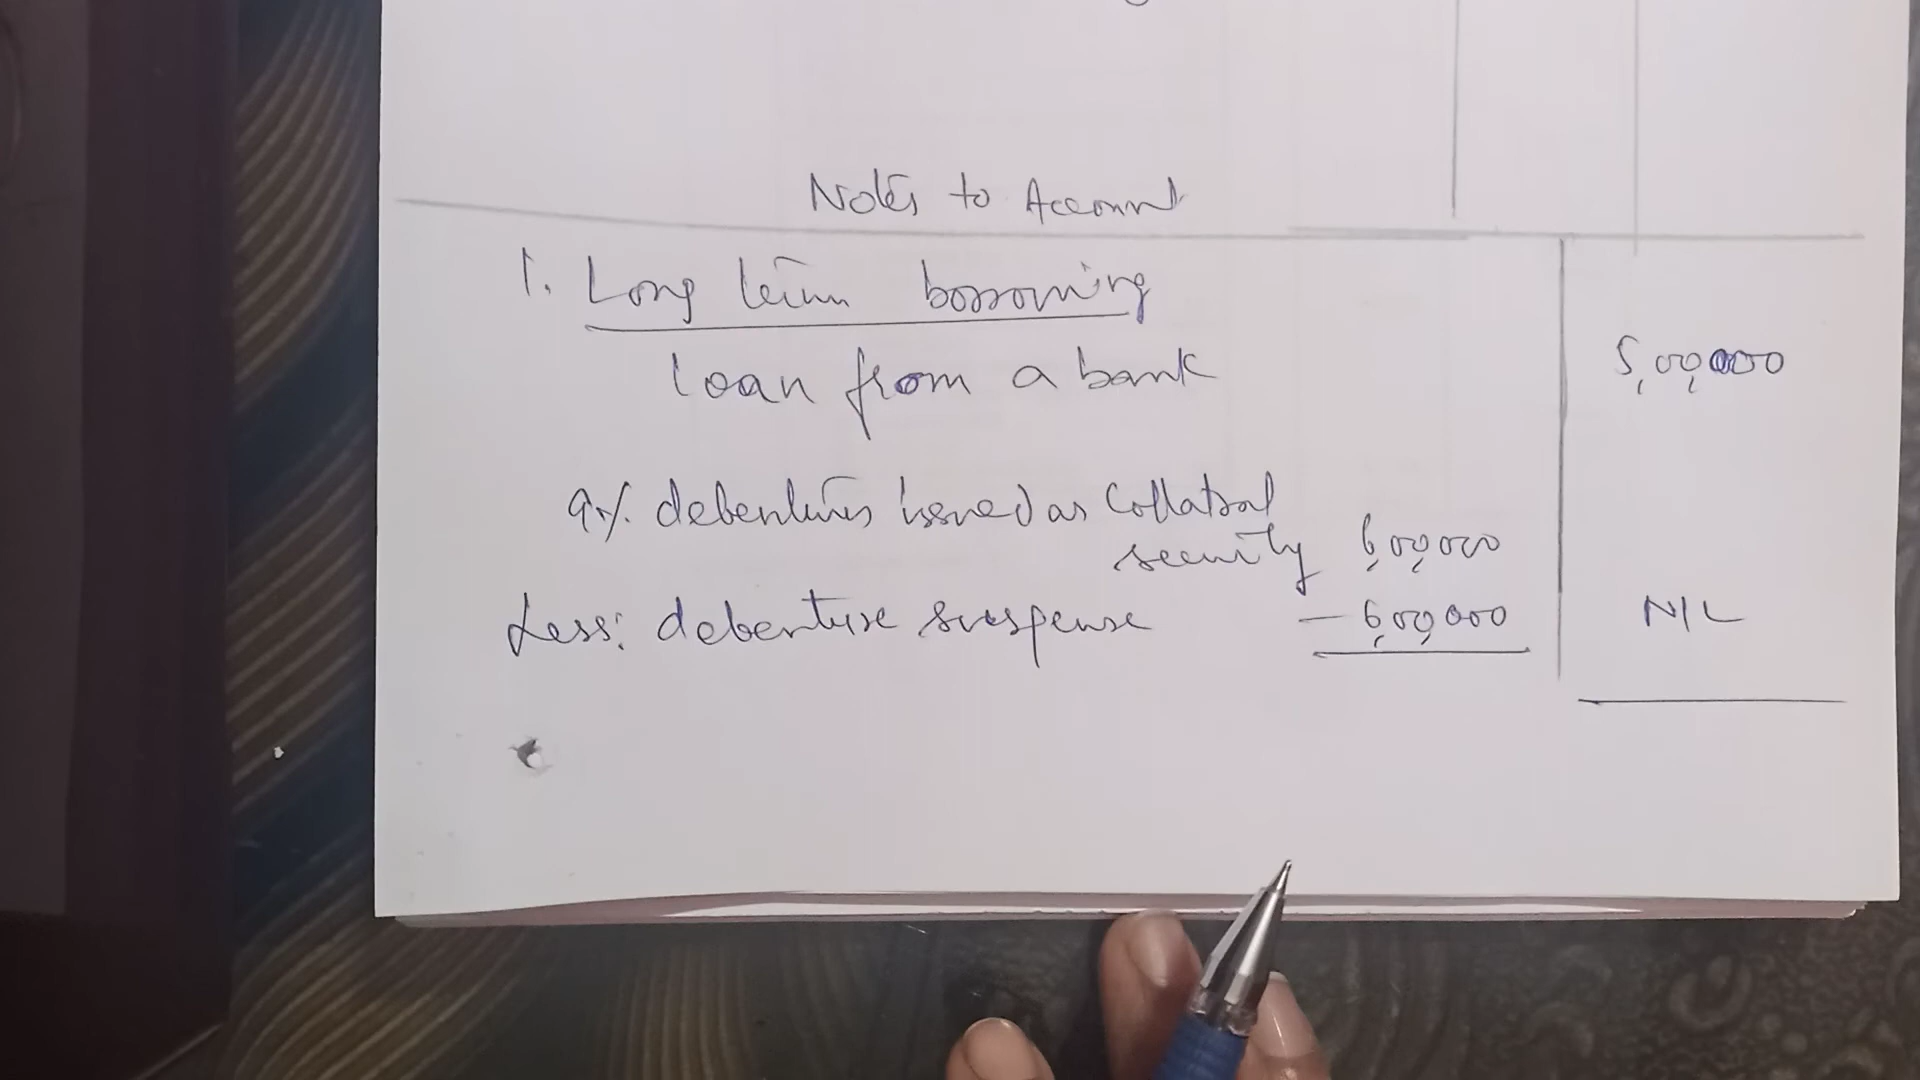 Notes to Account
1. Long term borrowing
loan from a bank 5,00,000
9% debentures issued as Collatral
security 6,00,000
Less: debenture suspense — 6,00,000 NIL